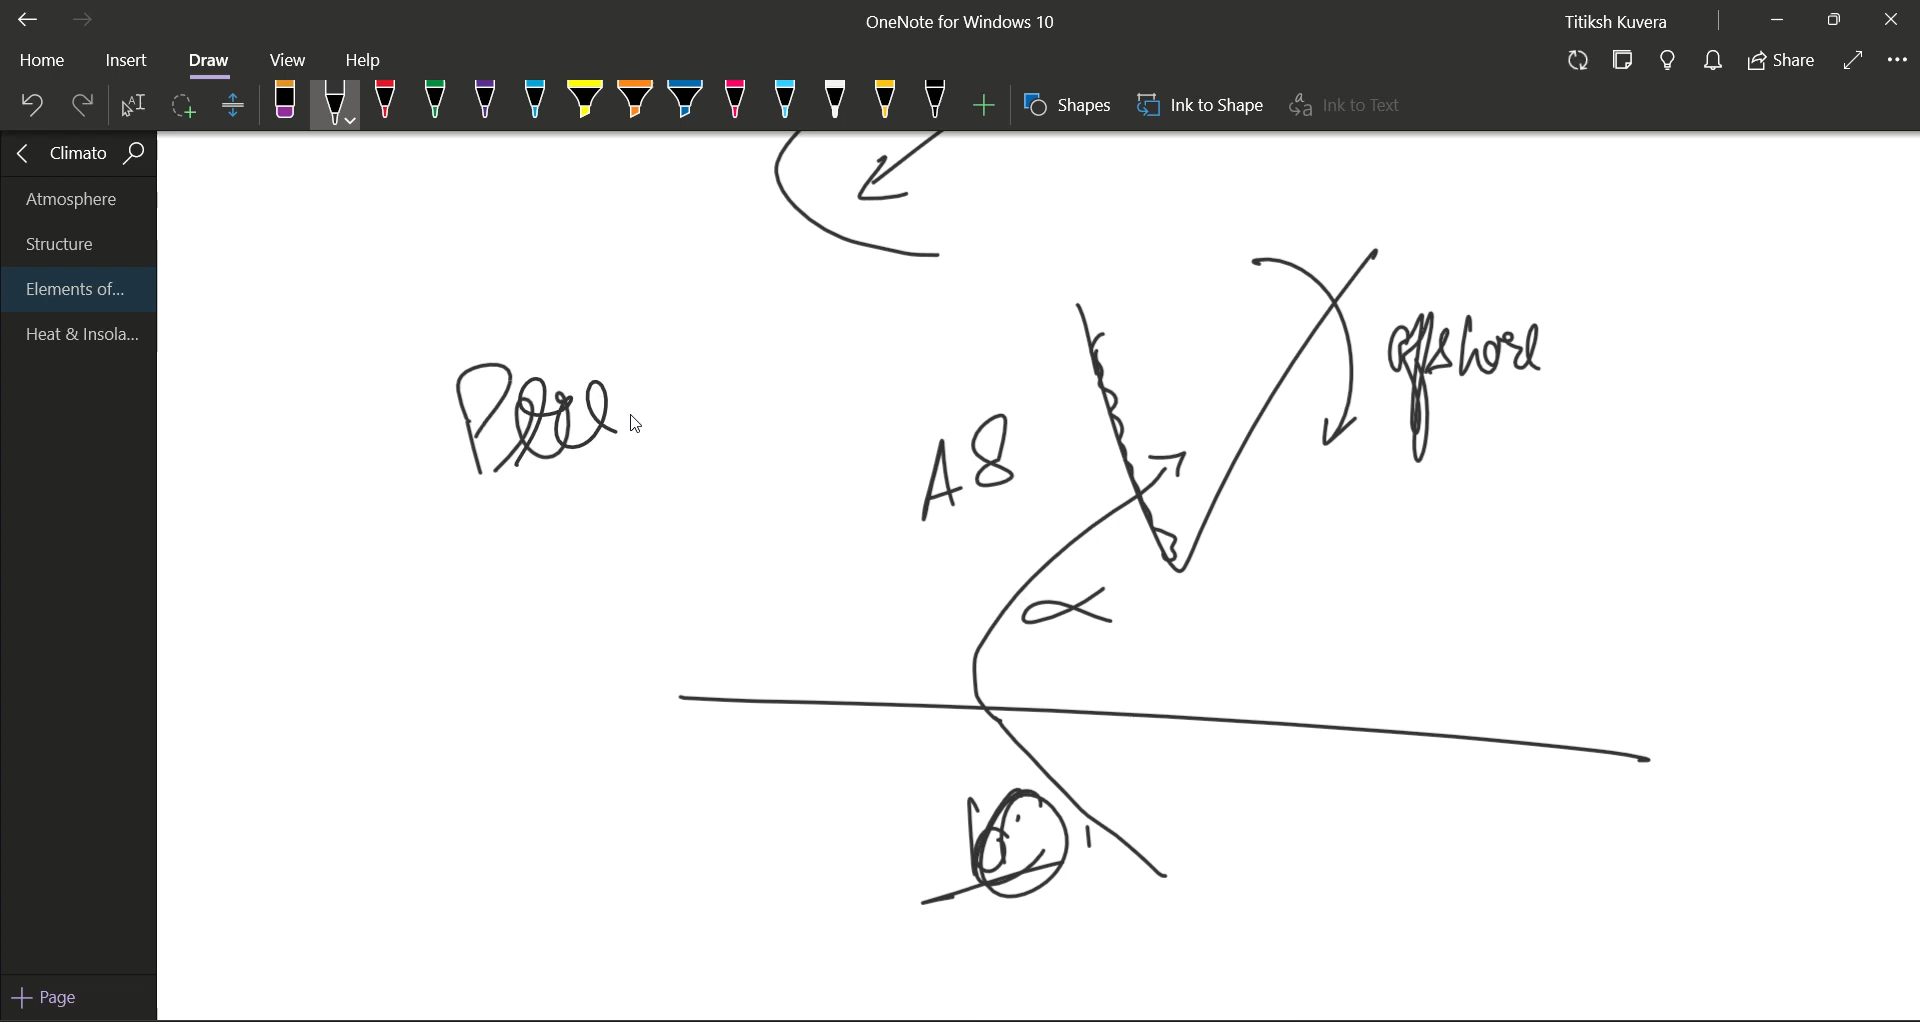 OneNote for Windows 10
Titiksh Kuvera
Home Insert Draw View Help
Share
Shapes
Ink to Shape
Ink to Text
Climato
Atmosphere
Structure
Elements of...
Heat & Insola...
offshore
AS
α
Page